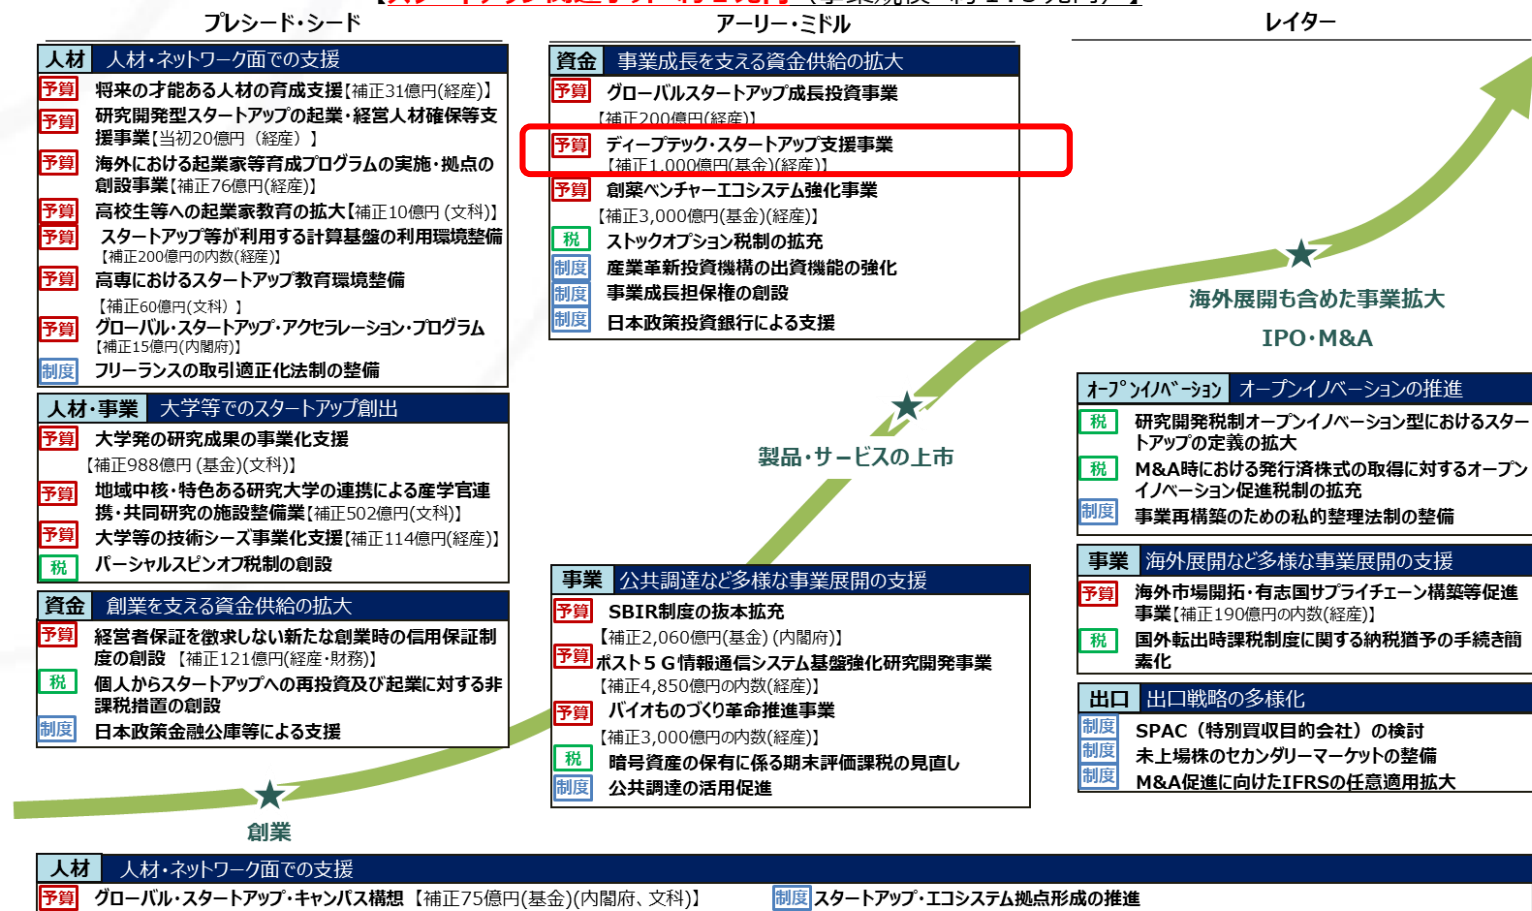 プレシード・シード
人材 人材・ネットワーク面での支援
予算 将来の才能ある人材の育成支援【補正31億円(経産)】
予算 研究開発型スタートアップの起業・経営人材確保等支
援事業【当初20億円（経産）】
予算 海外における起業家等育成プログラムの実施・拠点の
創設事業【補正76億円(経産)】
予算 高校生等への起業家教育の拡大【補正10億円 (文科)】
予算 スタートアップ等が利用する計算基盤の利用環境整備
【補正200億円の内数(経産)】
予算 高専におけるスタートアップ教育環境整備
【補正60億円(文科）】
予算 グローバル・スタートアップ・アクセラレーション・プログラム
【補正15億円(内閣府)】
制度 フリーランスの取引適正化法制の整備
人材・事業 大学等でのスタートアップ創出
予算 大学発の研究成果の事業化支援
【補正988億円 (基金)(文科)】
予算 地域中核・特色ある研究大学の連携による産学官連
携・共同研究の施設整備業【補正502億円(文科)】
予算 大学等の技術シーズ事業化支援【補正114億円(経産)】
税 パーシャルスピンオフ税制の創設
資金 創業を支える資金供給の拡大
予算 経営者保証を徴求しない新たな創業時の信用保証制
度の創設 【補正121億円(経産・財務)】
税 個人からスタートアップへの再投資及び起業に対する非
課税措置の創設
制度 日本政策金融公庫等による支援
創業
アーリー・ミドル
資金 事業成長を支える資金供給の拡大
予算 グローバルスタートアップ成長投資事業
【補正200億円(経産)】
予算 ディープテック・スタートアップ支援事業
【補正1,000億円(基金)(経産)】
予算 創薬ベンチャーエコシステム強化事業
【補正3,000億円(基金)(経産)】
税 ストックオプション税制の拡充
制度 産業革新投資機構の出資機能の強化
制度 事業成長担保権の創設
制度 日本政策投資銀行による支援
製品・サービスの上市
事業 公共調達など多様な事業展開の支援
予算 SBIR制度の抜本拡充
【補正2,060億円(基金) (内閣府)】
予算 ポスト５Ｇ情報通信システム基盤強化研究開発事業
【補正4,850億円の内数(経産)】
予算 バイオものづくり革命推進事業
【補正3,000億円の内数(経産)】
税 暗号資産の保有に係る期末評価課税の見直し
制度 公共調達の活用促進
レイター
海外展開も含めた事業拡大
IPO・M&A
ｵｰﾌﾟﾝｲﾉﾍﾞｰｼｮﾝ オープンイノベーションの推進
税 研究開発税制オープンイノベーション型におけるスター
トアップの定義の拡大
税 M&A時における発行済株式の取得に対するオープン
イノベーション促進税制の拡充
制度 事業再構築のための私的整理法制の整備
事業 海外展開など多様な事業展開の支援
予算 海外市場開拓・有志国サプライチェーン構築等促進
事業【補正190億円の内数(経産)】
税 国外転出時課税制度に関する納税猶予の手続き簡
素化
出口 出口戦略の多様化
制度 SPAC（特別買収目的会社）の検討
制度 未上場株のセカンダリーマーケットの整備
制度 M&A促進に向けたIFRSの任意適用拡大
人材 人材・ネットワーク面での支援
予算 グローバル・スタートアップ・キャンパス構想【補正75億円(基金)(内閣府、文科)】
制度 スタートアップ・エコシステム拠点形成の推進